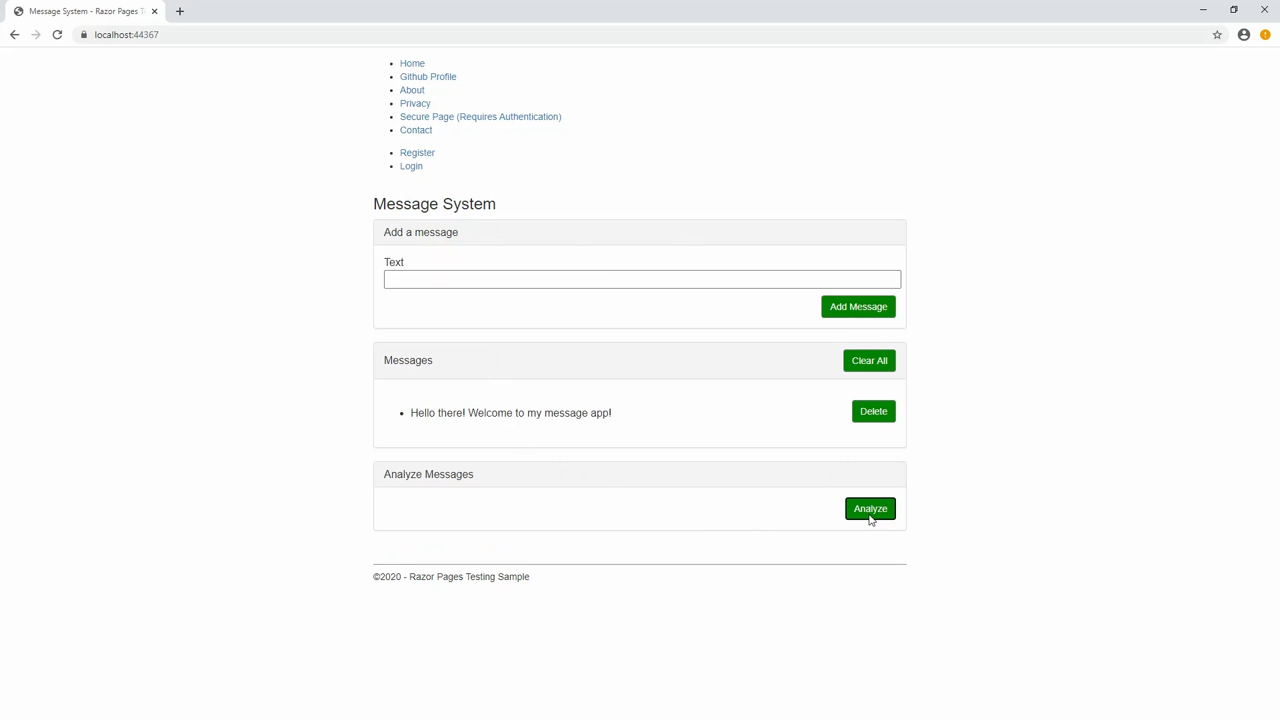 Message System - Razor Pages T
localhost:44367
Home
Github Profile
About
Privacy
Secure Page (Requires Authentication)
Contact
Register
Login
Message System
Add a message
Text
Add Message
Messages
Clear All
Hello there! Welcome to my message app!
Delete
Analyze Messages
Analyze
©2020 - Razor Pages Testing Sample